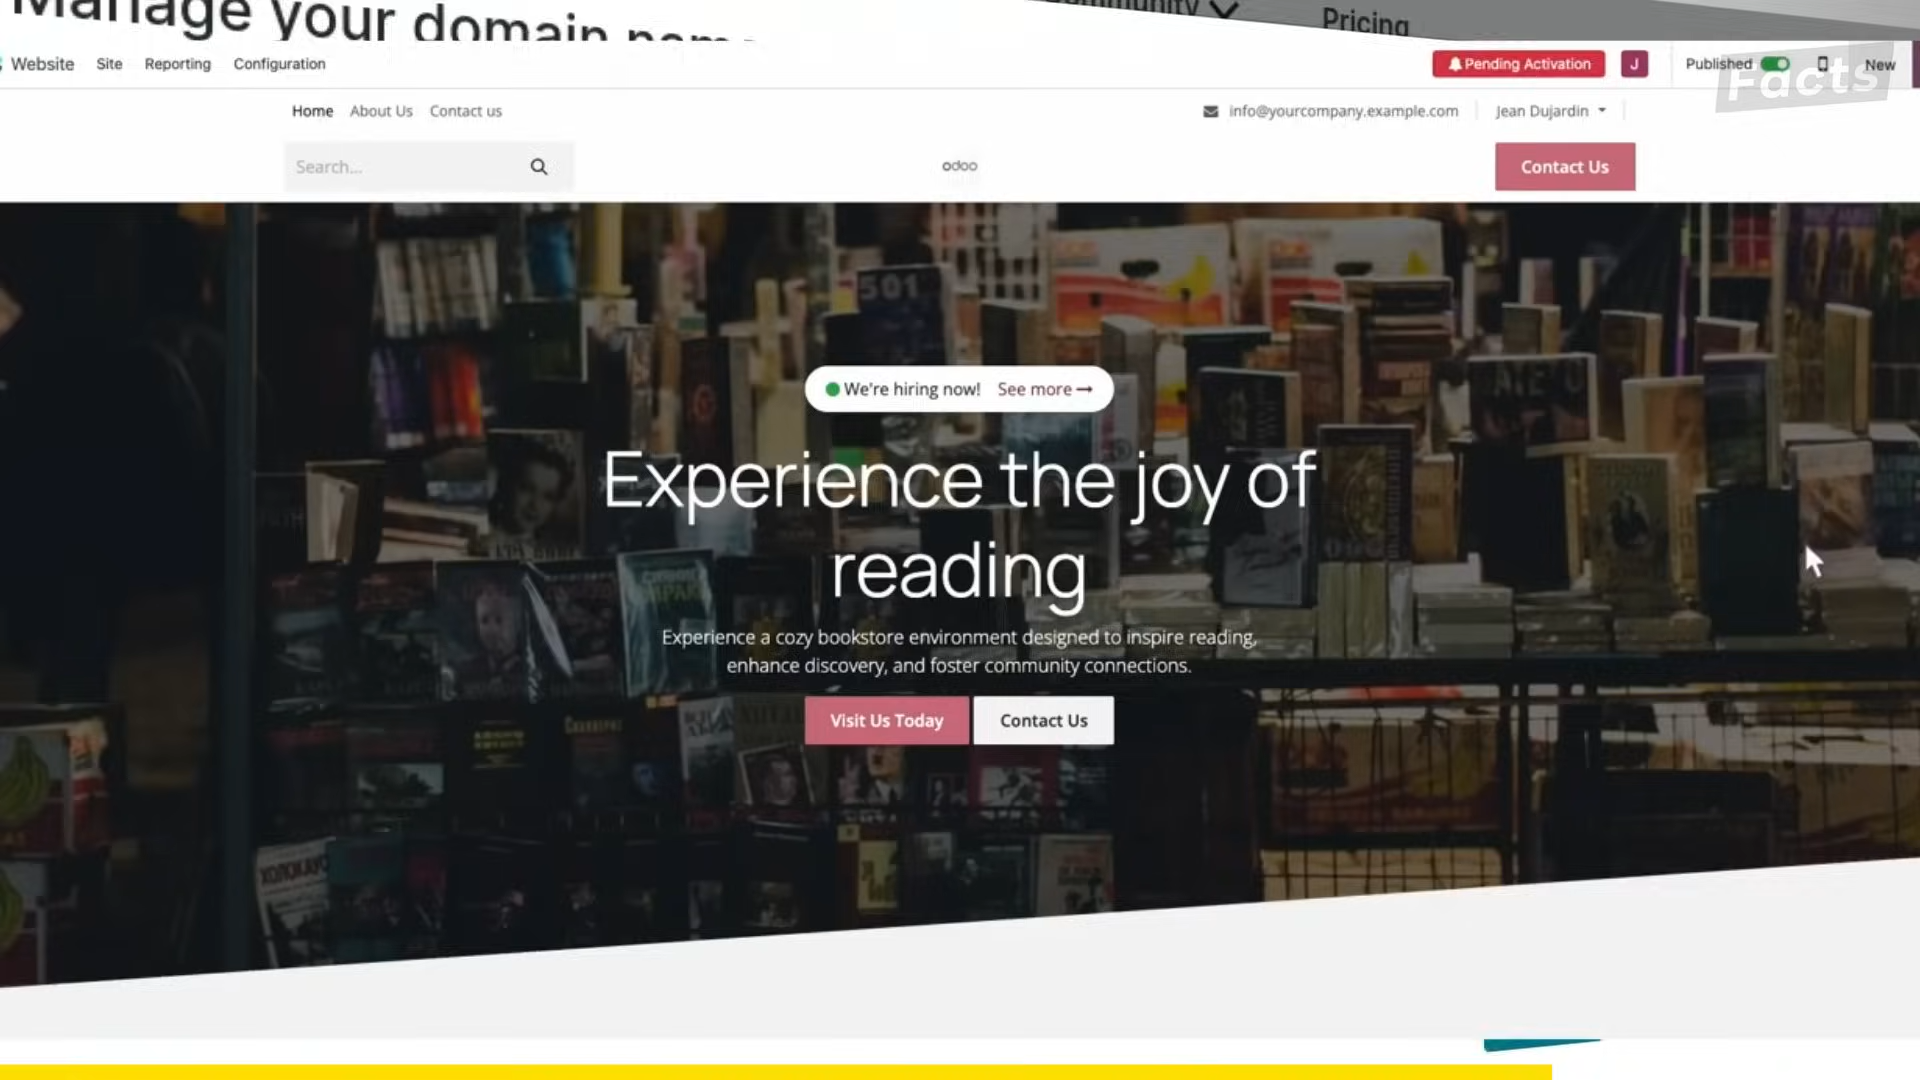 Manage your domain
Pricing
Website Site Reporting Configuration
Pending Activation J Published New
Facts
Home About Us Contact us
info@yourcompany.example.com Jean Dujardin
Search...
odoo
Contact Us
501
We're hiring now! See more
Experience the joy of
reading
Experience a cozy bookstore environment designed to inspire reading,
enhance discovery, and foster community connections.
Visit Us Today Contact Us